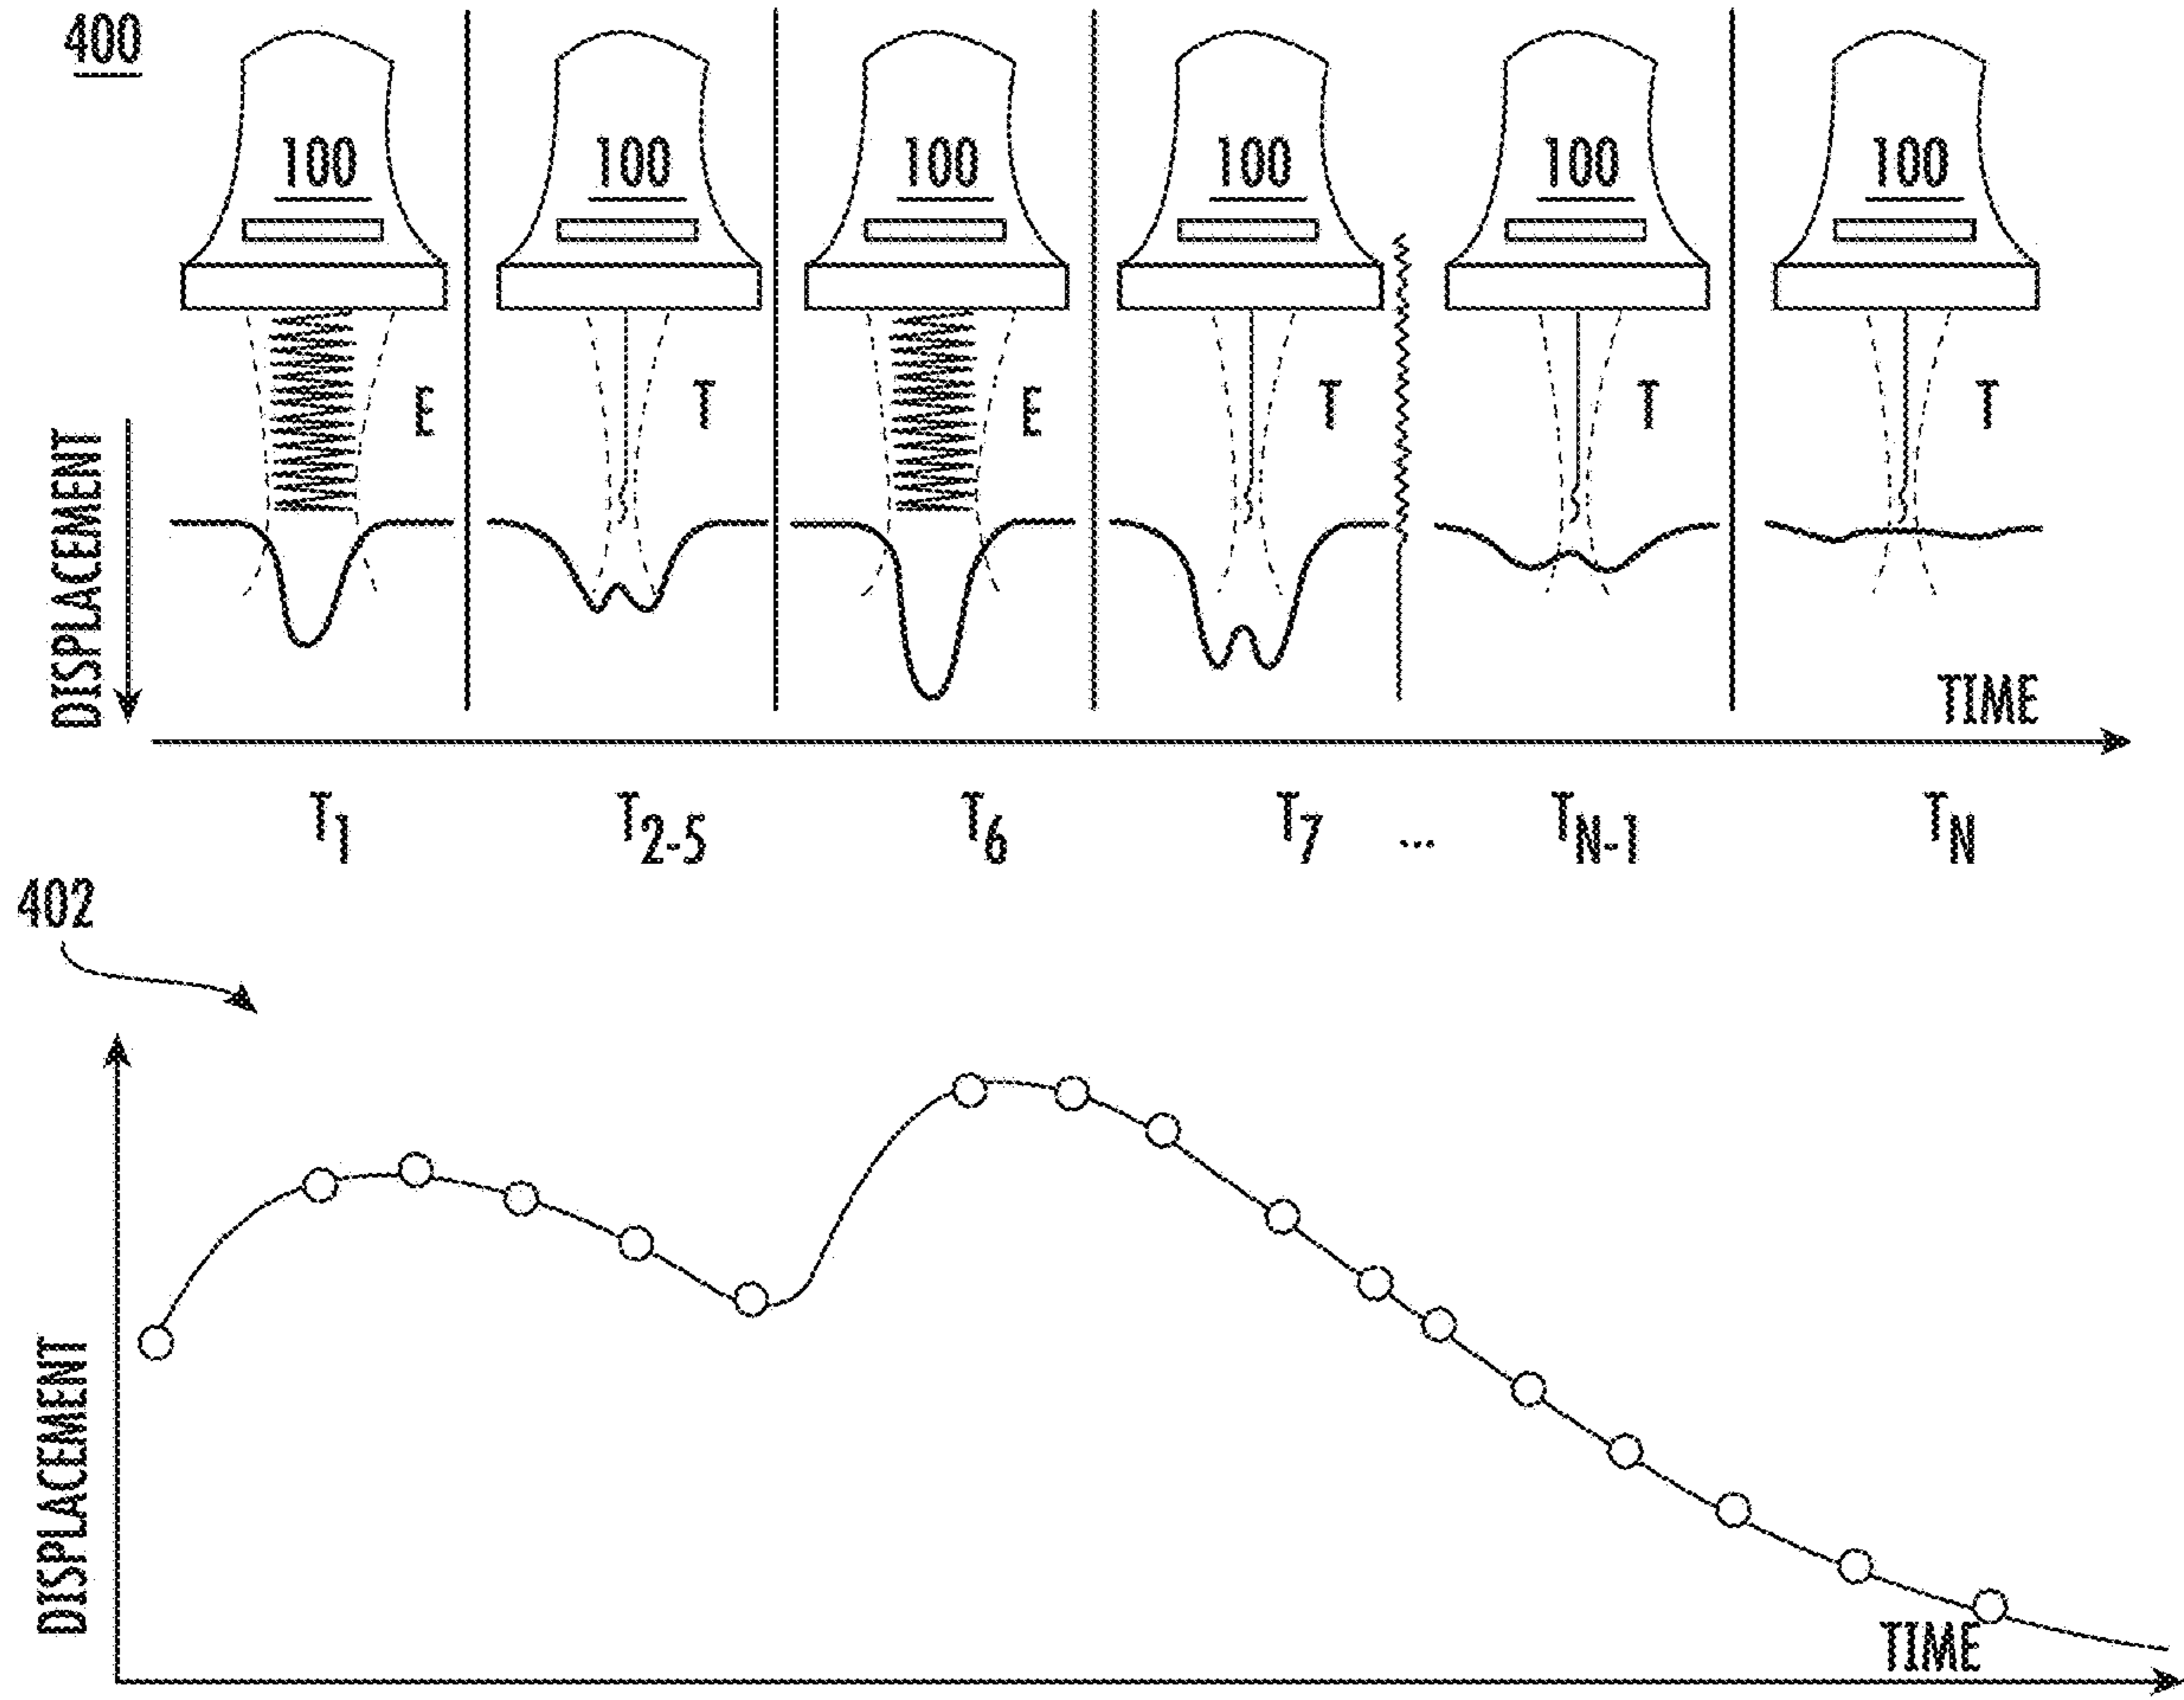 400
100 100 100 100 100 100
E T E T T T
DISPLACEMENT
TIME
T1 T2-5 T6 T7 ... TN-1 TN
402
DISPLACEMENT
TIME